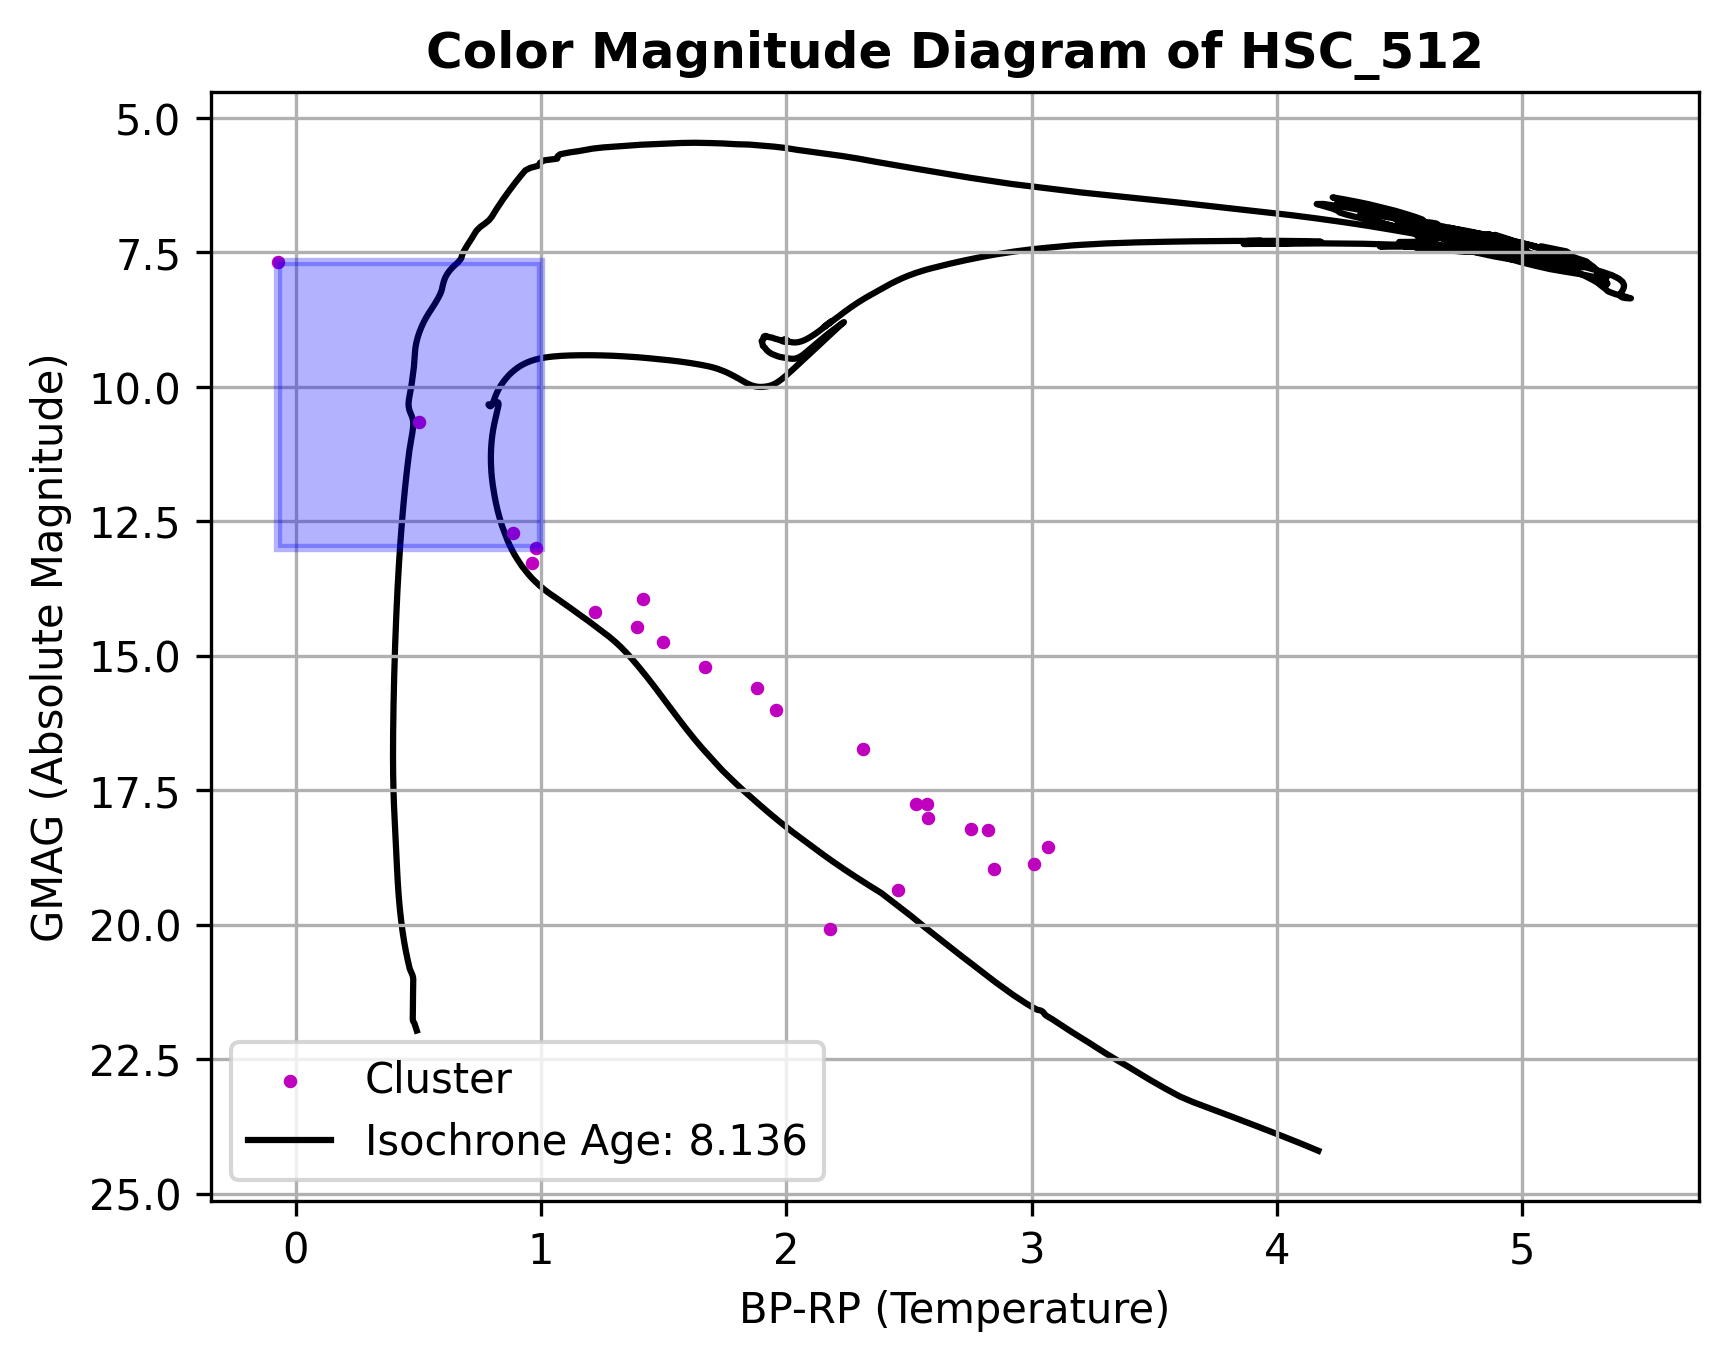 Color Magnitude Diagram of HSC_512
5.0
7.5
10.0
12.5
15.0
17.5
20.0
22.5
25.0
GMAG (Absolute Magnitude)
Cluster
Isochrone Age: 8.136
0 1 2 3 4 5
BP-RP (Temperature)